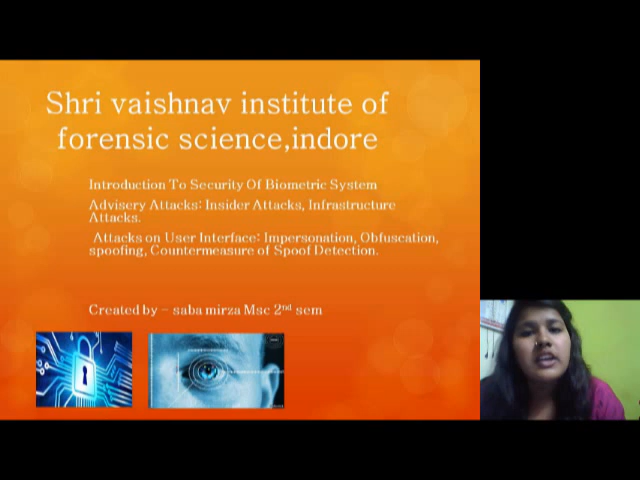 Shri vaishnav institute of
forensic science,indore
Introduction To Security Of Biometric System
Advisery Attacks: Insider Attacks, Infrastructure
Attacks.
Attacks on User Interface: Impersonation, Obfuscation,
spoofing, Countermeasure of Spoof Detection.
Created by – saba mirza Msc 2nd sem